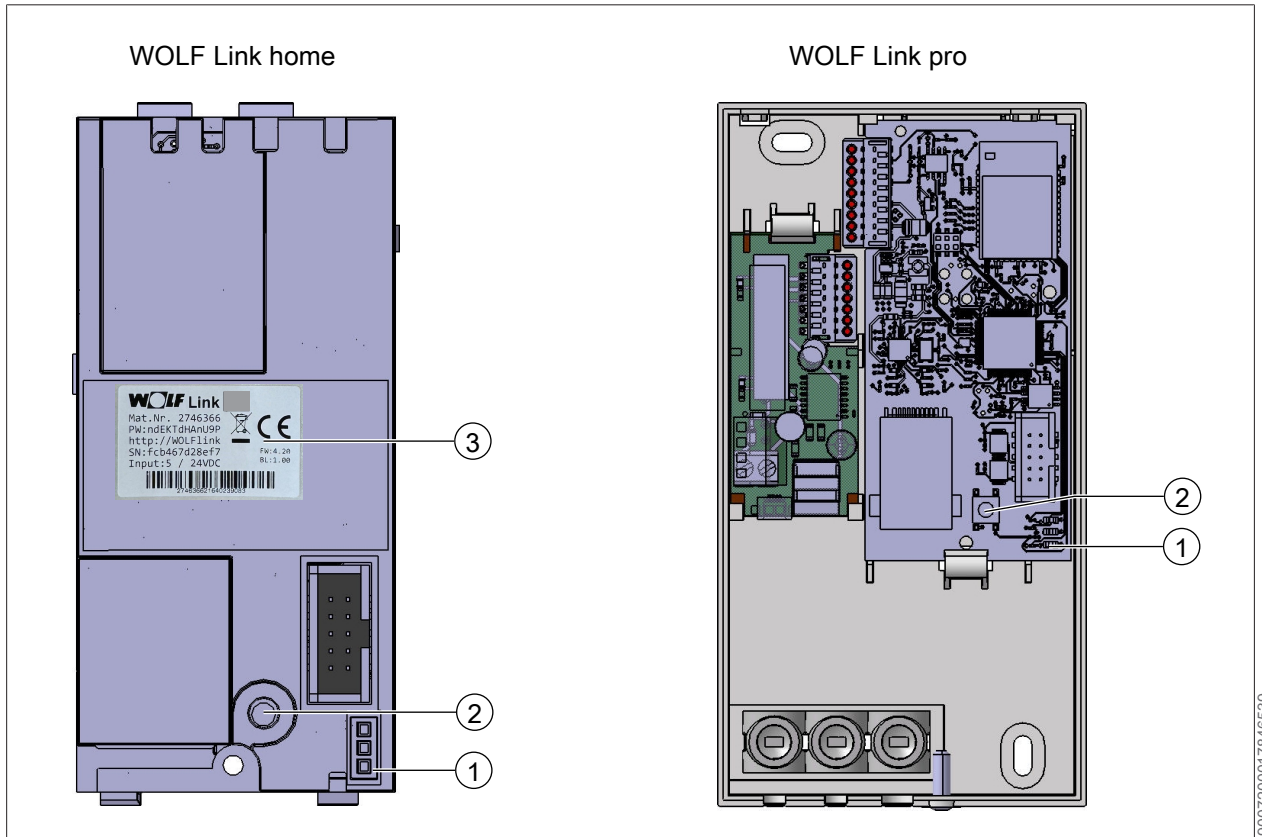 WOLF Link home
WOLF Link pro
WOLF Link
Mat.Nr. 2746366
PW:ndEKTdHAnU9P
http://WOLFlink
SN:fcb467d28ef7
Input:5 / 24VDC
CE
FW:4.20
BL:1.00
274636621640239083
3
2
1
2
1